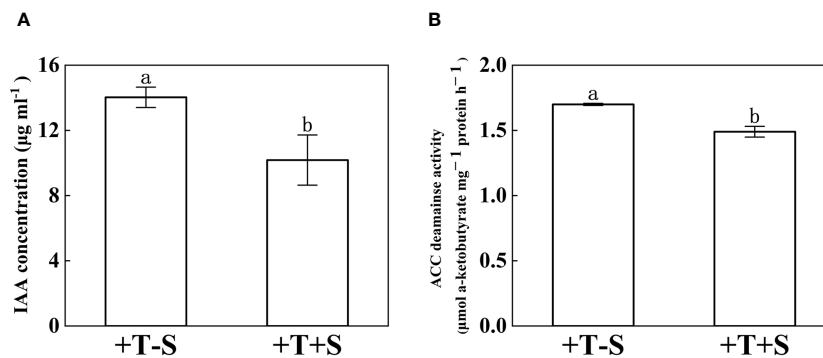 A
IAA concentration (µg ml⁻¹)
16
12
8
4
0
a
b
+T-S
+T+S
B
ACC deamainse activity
(µmol a-ketobutyrate mg⁻¹ protein h⁻¹)
2.0
1.5
1.0
0.5
0.0
a
b
+T-S
+T+S